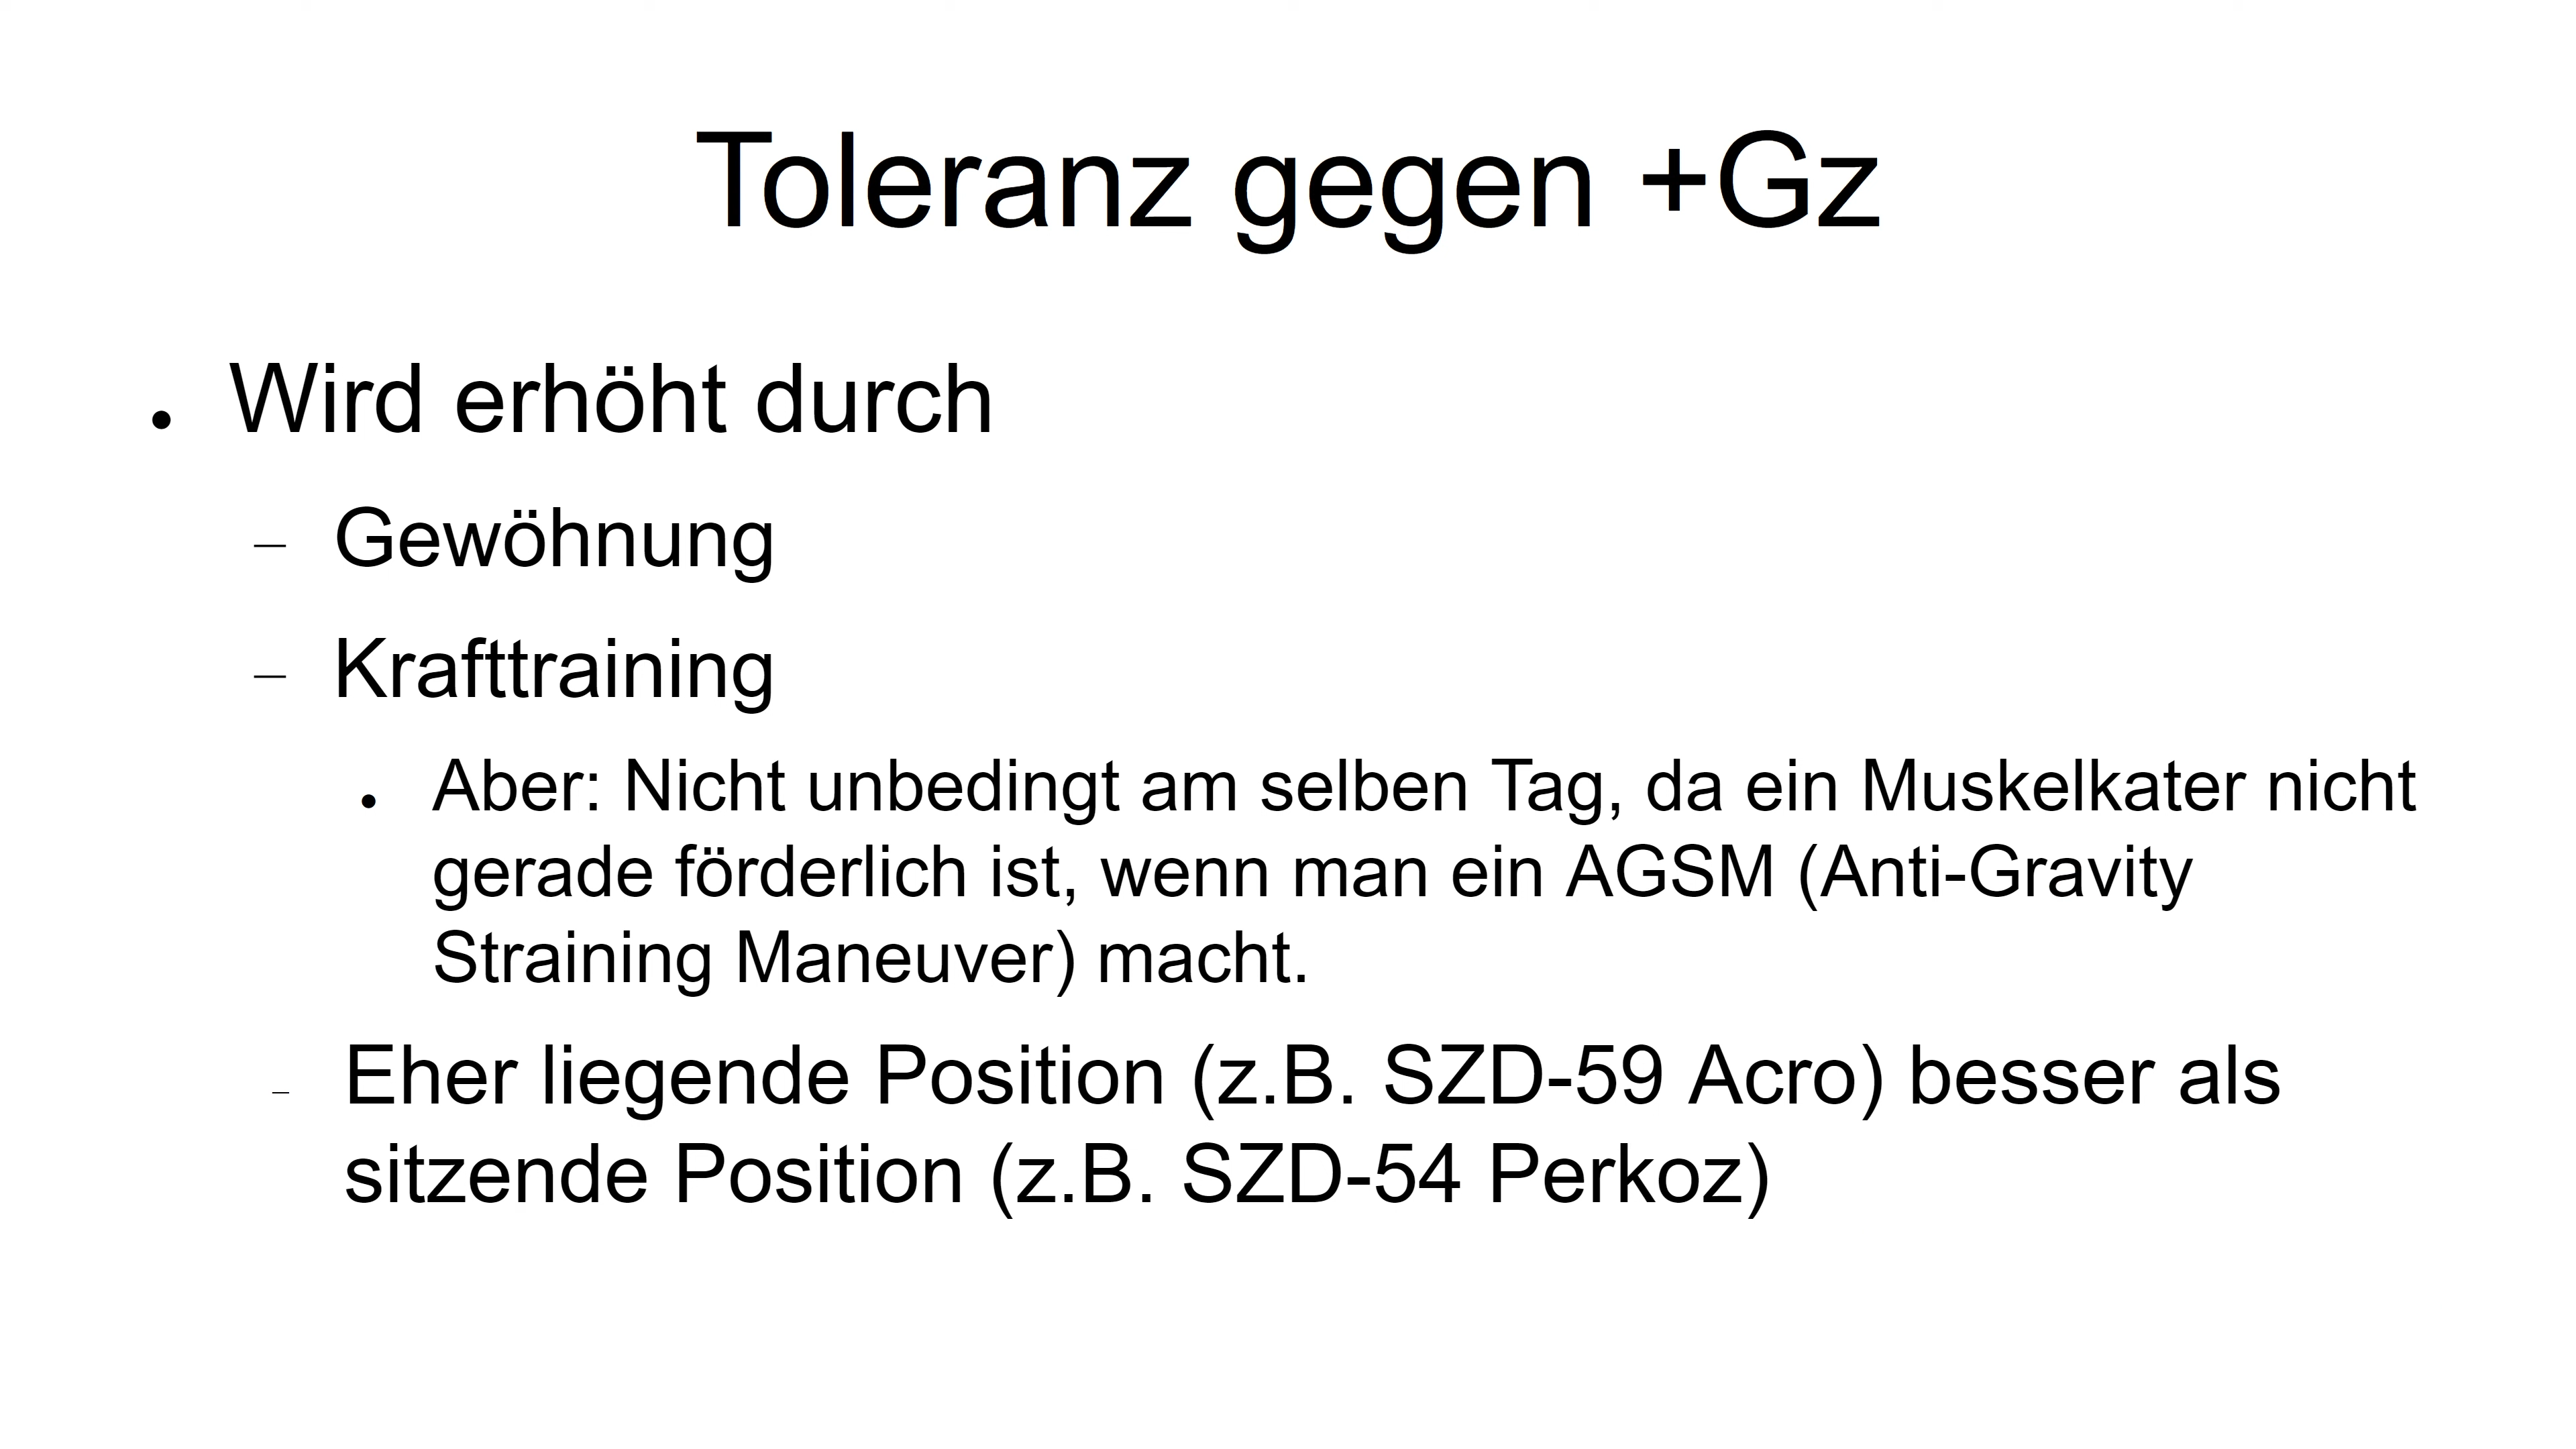 Toleranz gegen +Gz
● Wird erhöht durch
– Gewöhnung
– Krafttraining
● Aber: Nicht unbedingt am selben Tag, da ein Muskelkater nicht
gerade förderlich ist, wenn man ein AGSM (Anti-Gravity
Straining Maneuver) macht.
– Eher liegende Position (z.B. SZD-59 Acro) besser als
sitzende Position (z.B. SZD-54 Perkoz)